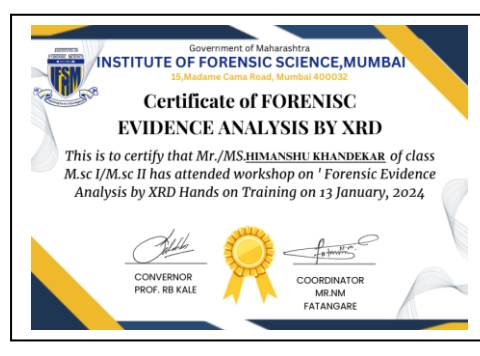 Government of Maharashtra
INSTITUTE OF FORENSIC SCIENCE,MUMBAI
15,Madame Cama Road, Mumbai 400032
IFSM
Certificate of FORENISC
EVIDENCE ANALYSIS BY XRD
This is to certify that Mr./MS.HIMANSHU KHANDEKAR of class
M.sc I/M.sc II has attended workshop on ' Forensic Evidence
Analysis by XRD Hands on Training on 13 January, 2024
CONVERNOR
PROF. RB KALE
COORDINATOR
MR.NM
FATANGARE